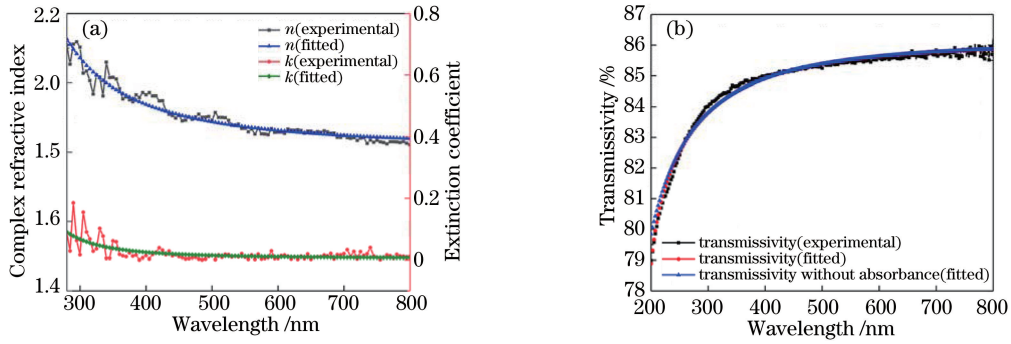 (a)
n(experimental)
n(fitted)
k(experimental)
k(fitted)
Complex refractive index
2.2
2.0
1.5
1.6
1.4
0.8
0.6
0.4
0.2
0
Extinction coefficient
300 400 500 600 700 800
Wavelength /nm
(b)
transmissivity(experimental)
transmissivity(fitted)
transmissivity without absorbance(fitted)
Transmissivity /%
87
86
85
84
83
82
81
80
79
78
200 300 400 500 600 700 800
Wavelength /nm